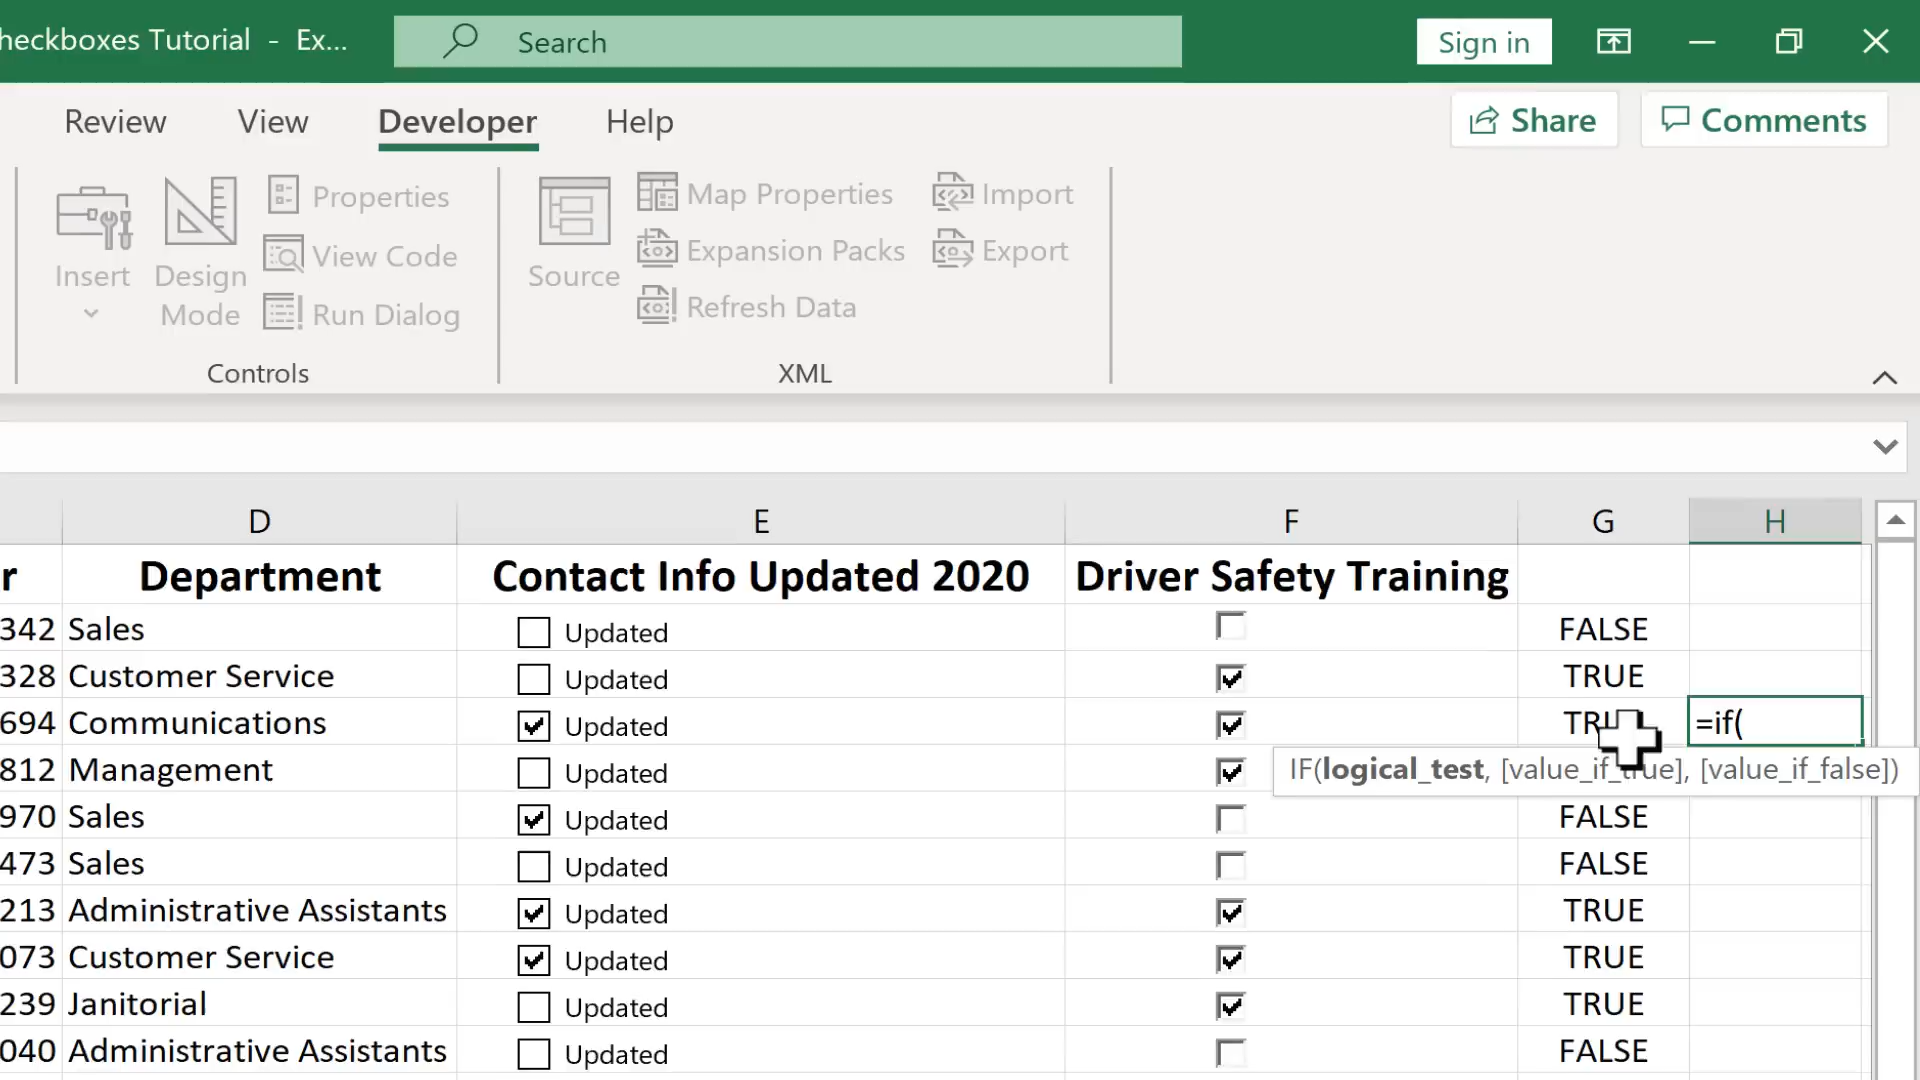 heckboxes Tutorial - Ex...
Search
Sign in
Review View Developer Help
Share
Comments
Insert
Design Mode
Properties
View Code
Run Dialog
Controls
Source
Map Properties
Expansion Packs
Refresh Data
Import
Export
XML
D E F G H
r Department Contact Info Updated 2020 Driver Safety Training
342 Sales Updated FALSE
328 Customer Service Updated TRUE
694 Communications Updated =if(
812 Management Updated
IF(logical_test, [value_if_true], [value_if_false])
970 Sales Updated FALSE
473 Sales Updated FALSE
213 Administrative Assistants Updated TRUE
073 Customer Service Updated TRUE
239 Janitorial Updated TRUE
040 Administrative Assistants Updated FALSE